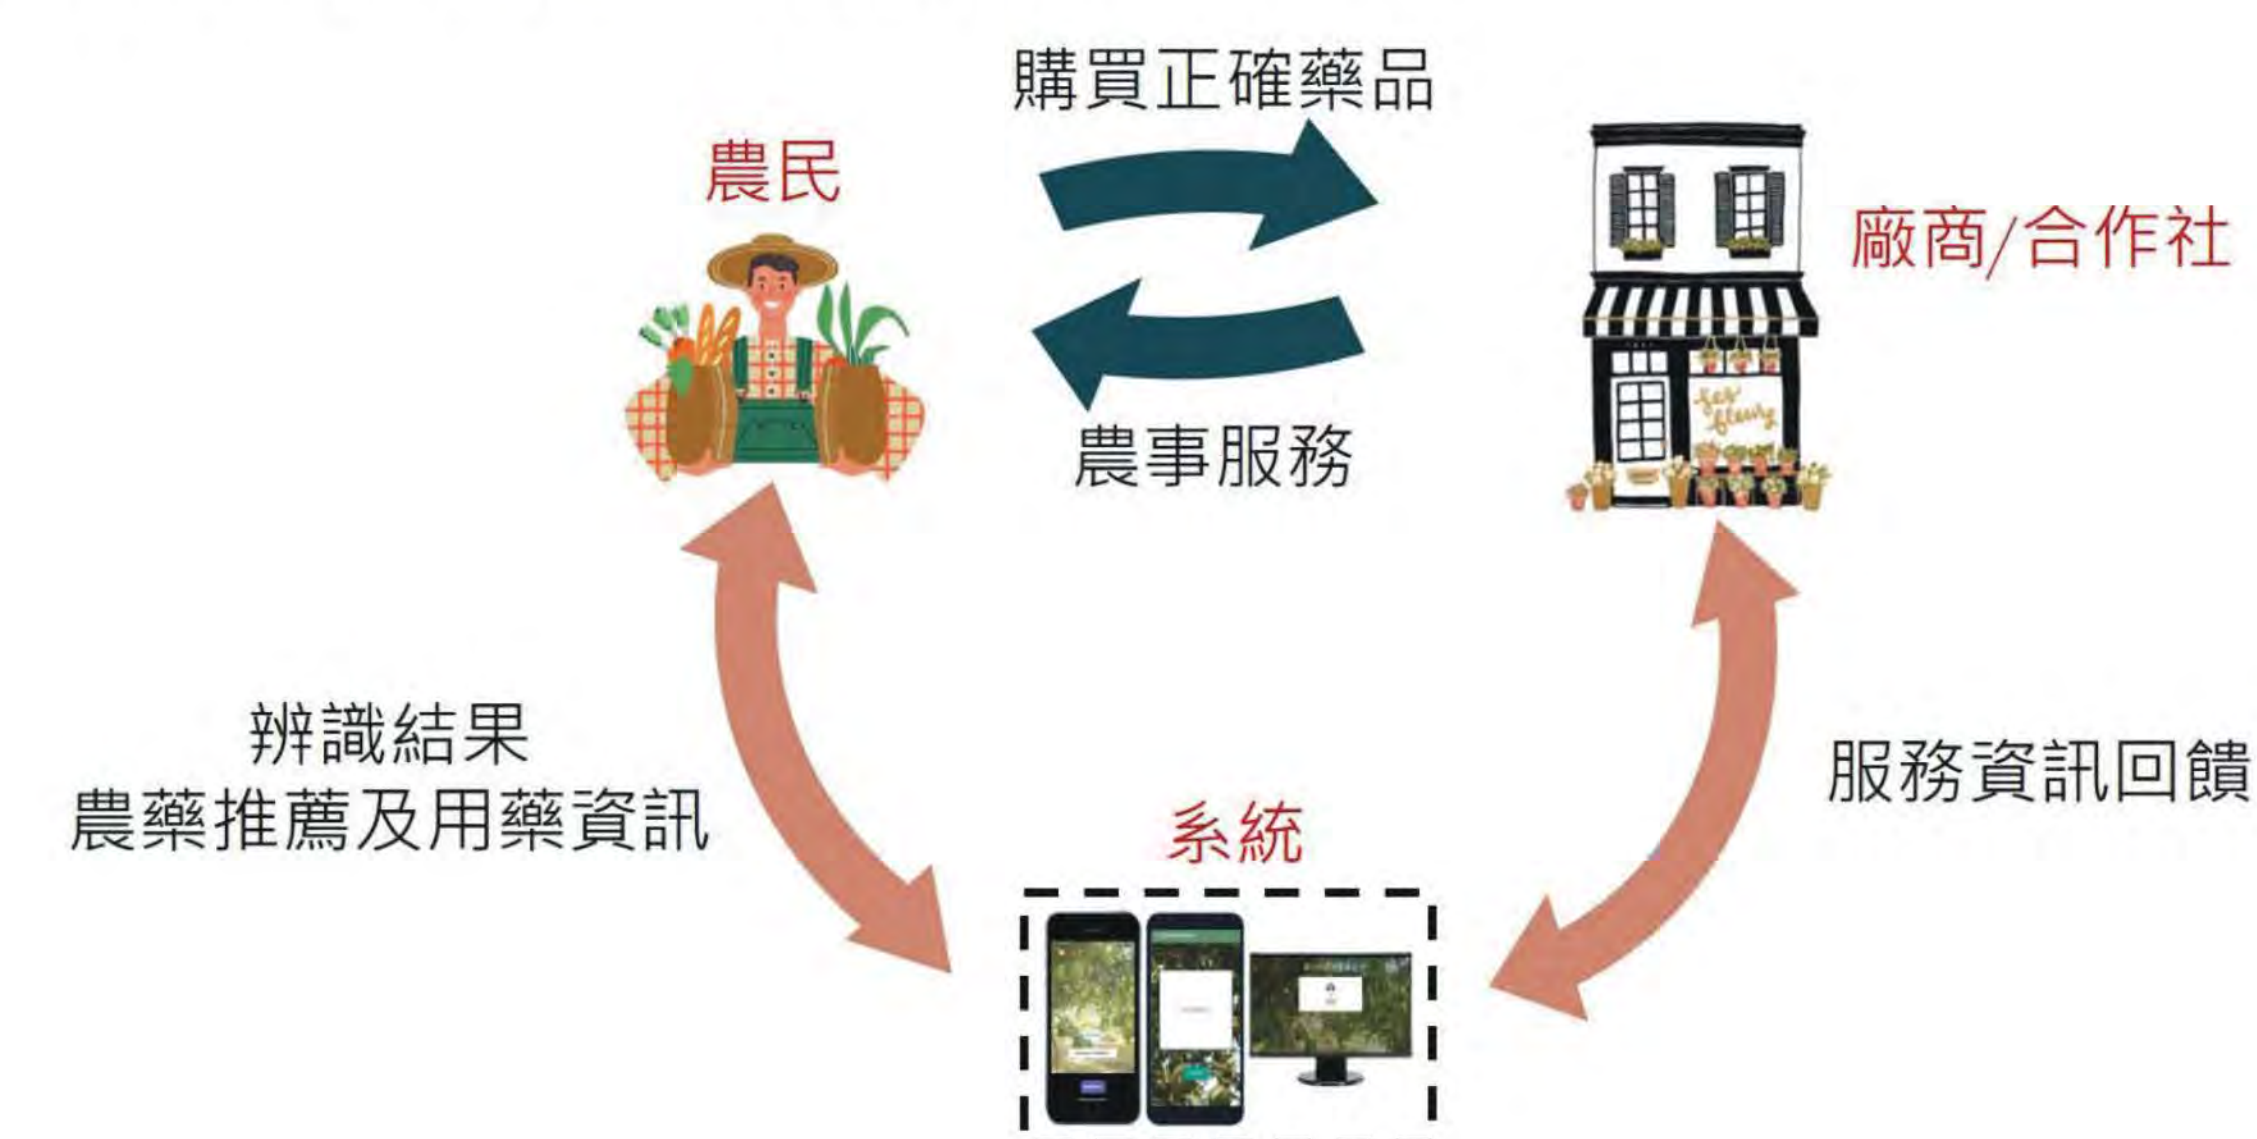 購買正確藥品
農民
廠商/合作社
農事服務
辨識結果
農藥推薦及用藥資訊
服務資訊回饋
系統